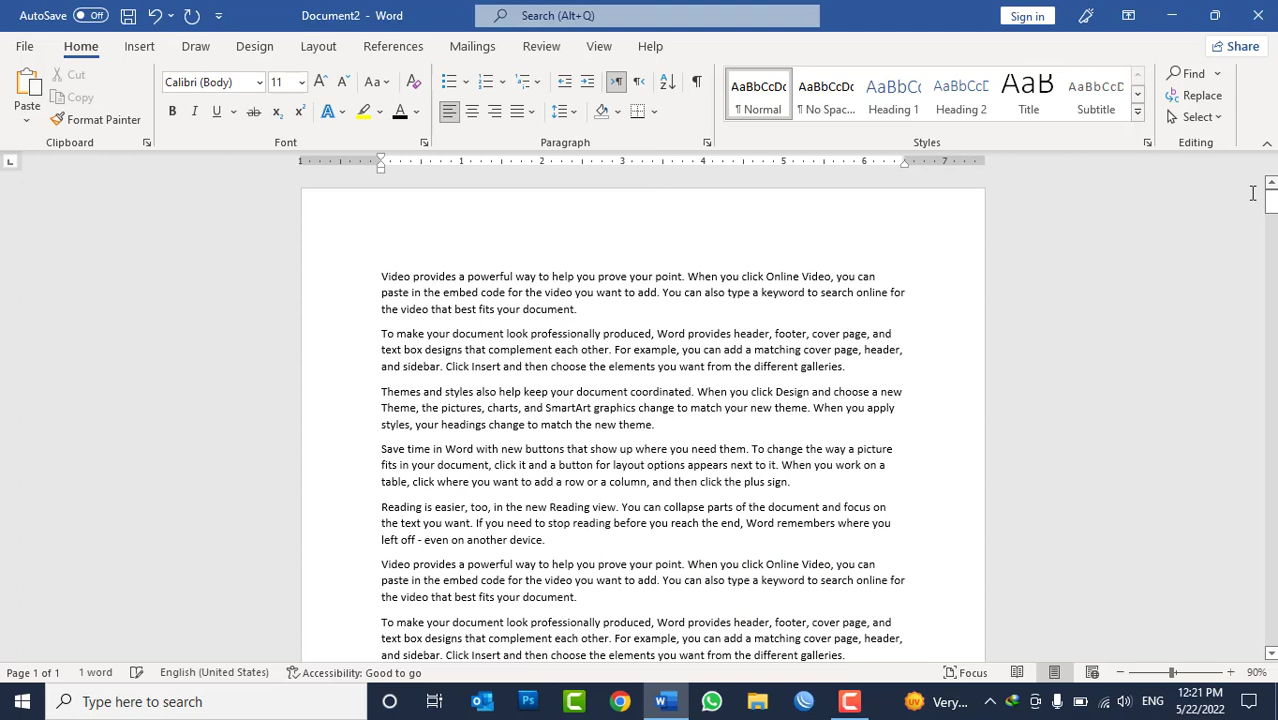 AutoSave Off Document2 - Word Search (Alt+Q) Sign in
File Home Insert Draw Design Layout References Mailings Review View Help Share
Paste Cut Calibri (Body) 11 Aa
Copy
Format Painter
AaBbCcDc AaBbCcDc AaBbCc AaBbCcD AaB AaBbCcD
¶ Normal ¶ No Spac... Heading 1 Heading 2 Title Subtitle
Find
Replace
Select
Clipboard Font Paragraph Styles Editing
1 1 2 3 4 5 6 7
Video provides a powerful way to help you prove your point. When you click Online Video, you can
paste in the embed code for the video you want to add. You can also type a keyword to search online for
the video that best fits your document.
To make your document look professionally produced, Word provides header, footer, cover page, and
text box designs that complement each other. For example, you can add a matching cover page, header,
and sidebar. Click Insert and then choose the elements you want from the different galleries.
Themes and styles also help keep your document coordinated. When you click Design and choose a new
Theme, the pictures, charts, and SmartArt graphics change to match your new theme. When you apply
styles, your headings change to match the new theme.
Save time in Word with new buttons that show up where you need them. To change the way a picture
fits in your document, click it and a button for layout options appears next to it. When you work on a
table, click where you want to add a row or a column, and then click the plus sign.
Reading is easier, too, in the new Reading view. You can collapse parts of the document and focus on
the text you want. If you need to stop reading before you reach the end, Word remembers where you
left off - even on another device.
Video provides a powerful way to help you prove your point. When you click Online Video, you can
paste in the embed code for the video you want to add. You can also type a keyword to search online for
the video that best fits your document.
To make your document look professionally produced, Word provides header, footer, cover page, and
text box designs that complement each other. For example, you can add a matching cover page, header,
and sidebar. Click Insert and then choose the elements you want from the different galleries.
Page 1 of 1 1 word English (United States) Accessibility: Good to go Focus 90%
Type here to search Very... ENG 12:21 PM
5/22/2022